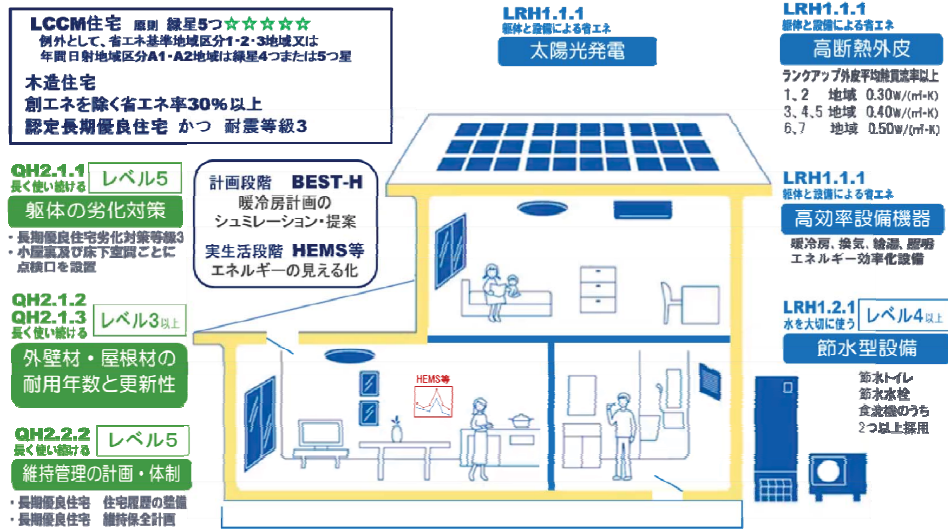 LCCM住宅 原則 緑星5つ☆☆☆☆☆
例外として、省エネ基準地域区分1・2・3地域又は
年間日射地域区分A1・A2地域は緑星4つまたは5つ星
木造住宅
創エネを除く省エネ率30%以上
認定長期優良住宅 かつ 耐震等級3
QH2.1.1
長く使い続ける
レベル5
躯体の劣化対策
・長期優良住宅劣化対策等級3
・小屋裏及び床下空間ごとに
点検口を設置
QH2.1.2
QH2.1.3
長く使い続ける
レベル3以上
外壁材・屋根材の
耐用年数と更新性
QH2.2.2
長く使い続ける
レベル5
維持管理の計画・体制
・長期優良住宅 住宅履歴の整備
・長期優良住宅 維持保全計画
計画段階 BEST-H
暖冷房計画の
シュミレーション・提案
実生活段階 HEMS等
エネルギーの見える化
HEMS等
LRH1.1.1
躯体と設備による省エネ
太陽光発電
LRH1.1.1
躯体と設備による省エネ
高断熱外皮
ランクアップ外皮平均熱貫流率以上
1、2 地域 0.30W/(㎡・K)
3、4、5 地域 0.40W/(㎡・K)
6、7 地域 0.50W/(㎡・K)
LRH1.1.1
躯体と設備による省エネ
高効率設備機器
暖冷房、換気、給湯、照明
エネルギー効率化設備
LRH1.2.1
水を大切に使う
レベル4以上
節水型設備
節水トイレ
節水水栓
食洗機のうち
2つ以上採用